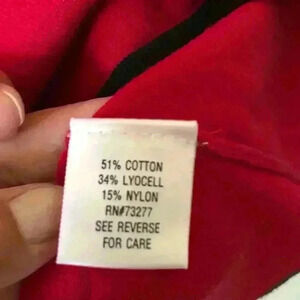 51% COTTON
34% LYOCELL
15% NYLON
RN#73277
SEE REVERSE
FOR CARE